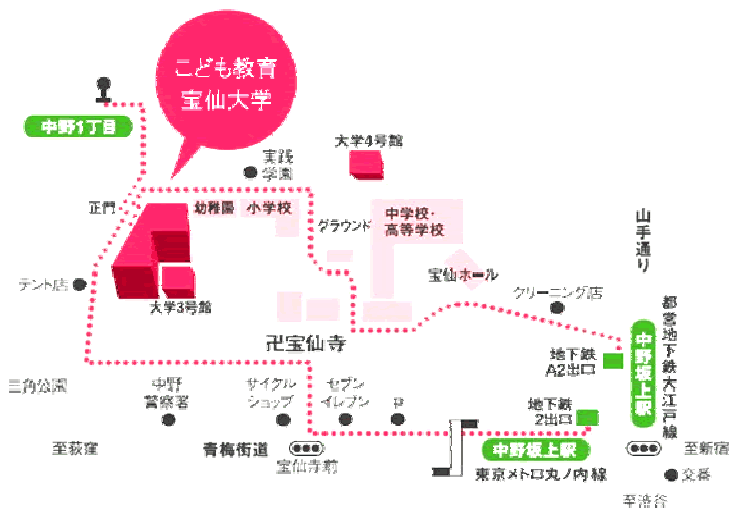 こども教育
宝仙大学
中野1丁目
大学4号館
実践
学園
正門
幼稚園
小学校
グラウンド
中学校・
高等学校
山手通り
宝仙ホール
テント店
大学3号館
クリーニング店
都営地下鉄大江戸線
中野坂上駅
卍宝仙寺
地下鉄
A2出口
三角公園
中野
警察署
サイクル
ショップ
セブン
イレブン
P
地下鉄
2出口
至荻窪
青梅街道
宝仙寺前
中野坂上駅
東京メトロ丸ノ内線
至新宿
交番
至渋谷